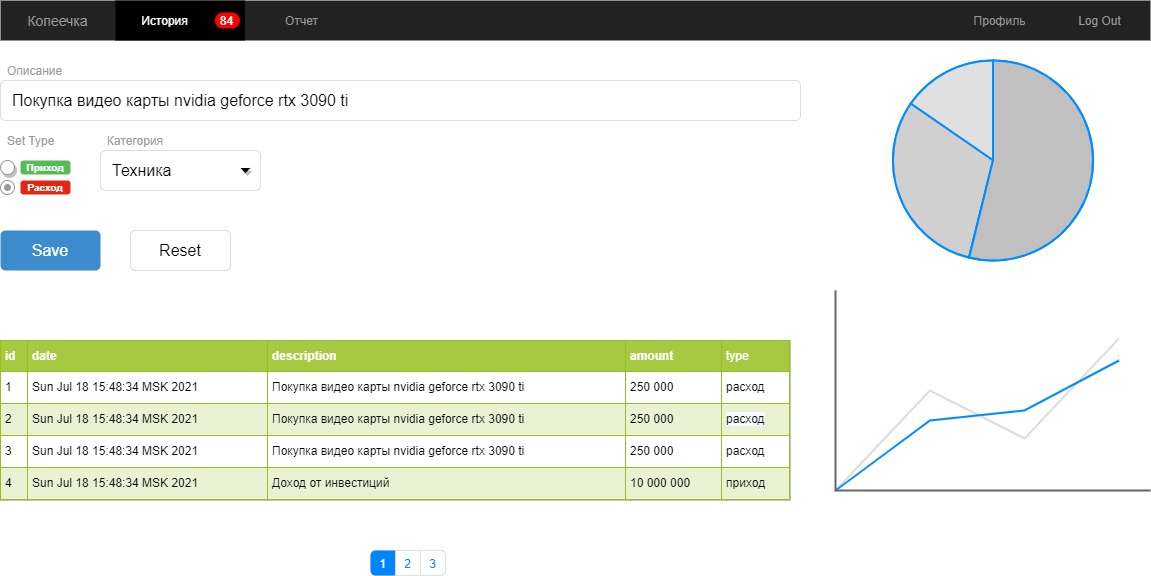 Копеечка История 84 Отчет Профиль Log Out
Описание
Покупка видео карты nvidia geforce rtx 3090 ti
Set Type Категория
Приход
Техника
Расход
Save Reset
id date description amount type
1 Sun Jul 18 15:48:34 MSK 2021 Покупка видео карты nvidia geforce rtx 3090 ti 250 000 расход
2 Sun Jul 18 15:48:34 MSK 2021 Покупка видео карты nvidia geforce rtx 3090 ti 250 000 расход
3 Sun Jul 18 15:48:34 MSK 2021 Покупка видео карты nvidia geforce rtx 3090 ti 250 000 расход
4 Sun Jul 18 15:48:34 MSK 2021 Доход от инвестиций 10 000 000 приход
1 2 3